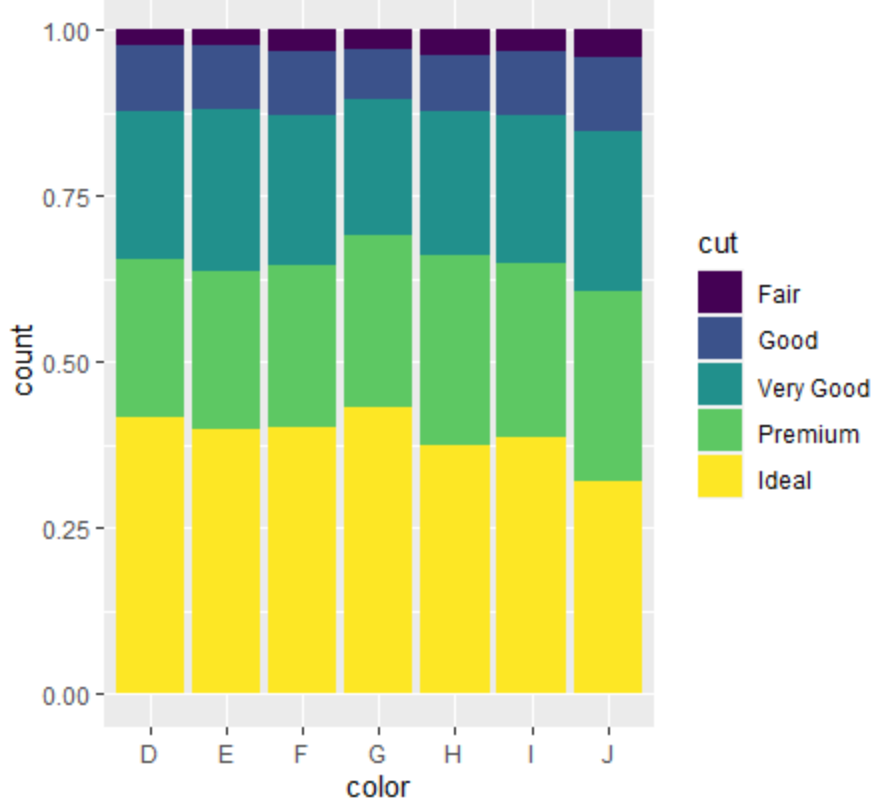 1.00
0.75
0.50
0.25
0.00
count
D E F G H I J
color
cut
Fair
Good
Very Good
Premium
Ideal